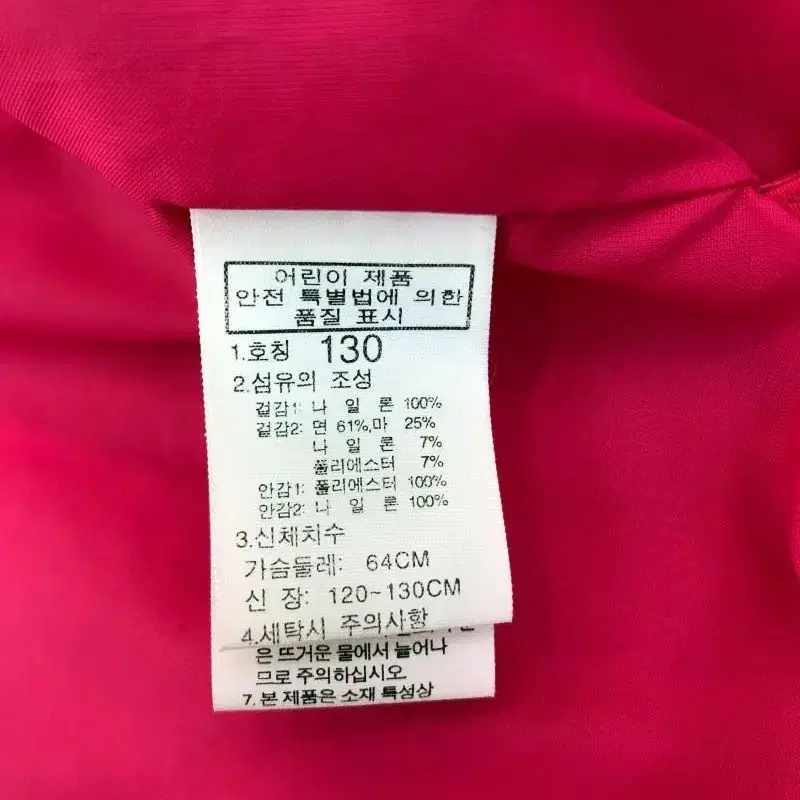 어린이 제품
안전 특별법에 의한
품질 표시
1.호칭 130
2.섬유의 조성
겉감1: 나 일 론 100%
겉감2: 면 61%,마 25%
나 일 론 7%
폴리에스터 7%
안감1: 폴리에스터 100%
안감2: 나 일 론 100%
3.신체치수
가슴둘레: 64CM
신 장: 120~130CM
4.세탁시 주의사항
은 뜨거운 물에서 늘어나
므로 주의하십시오.
7. 본 제품은 소재 특성상